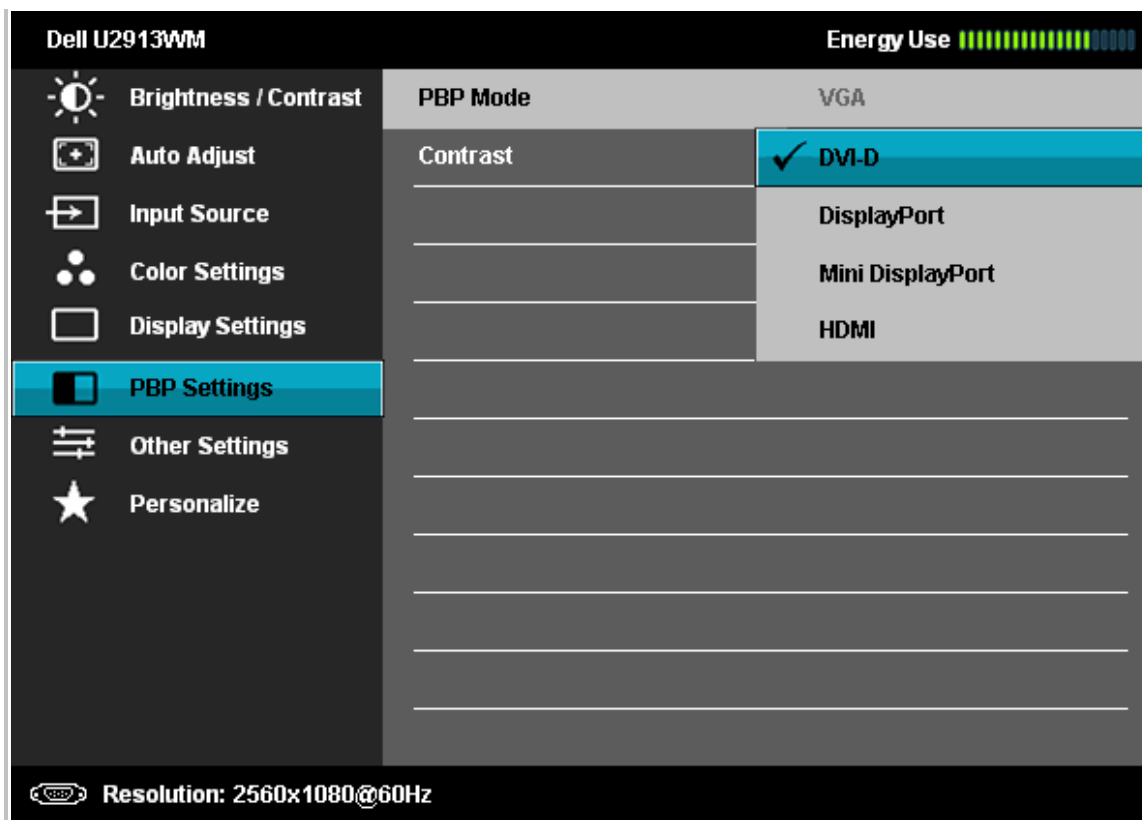 Dell U2913WM Energy Use
Brightness / Contrast PBP Mode VGA
Auto Adjust Contrast DVI-D
Input Source DisplayPort
Color Settings Mini DisplayPort
Display Settings HDMI
PBP Settings
Other Settings
Personalize
Resolution: 2560x1080@60Hz